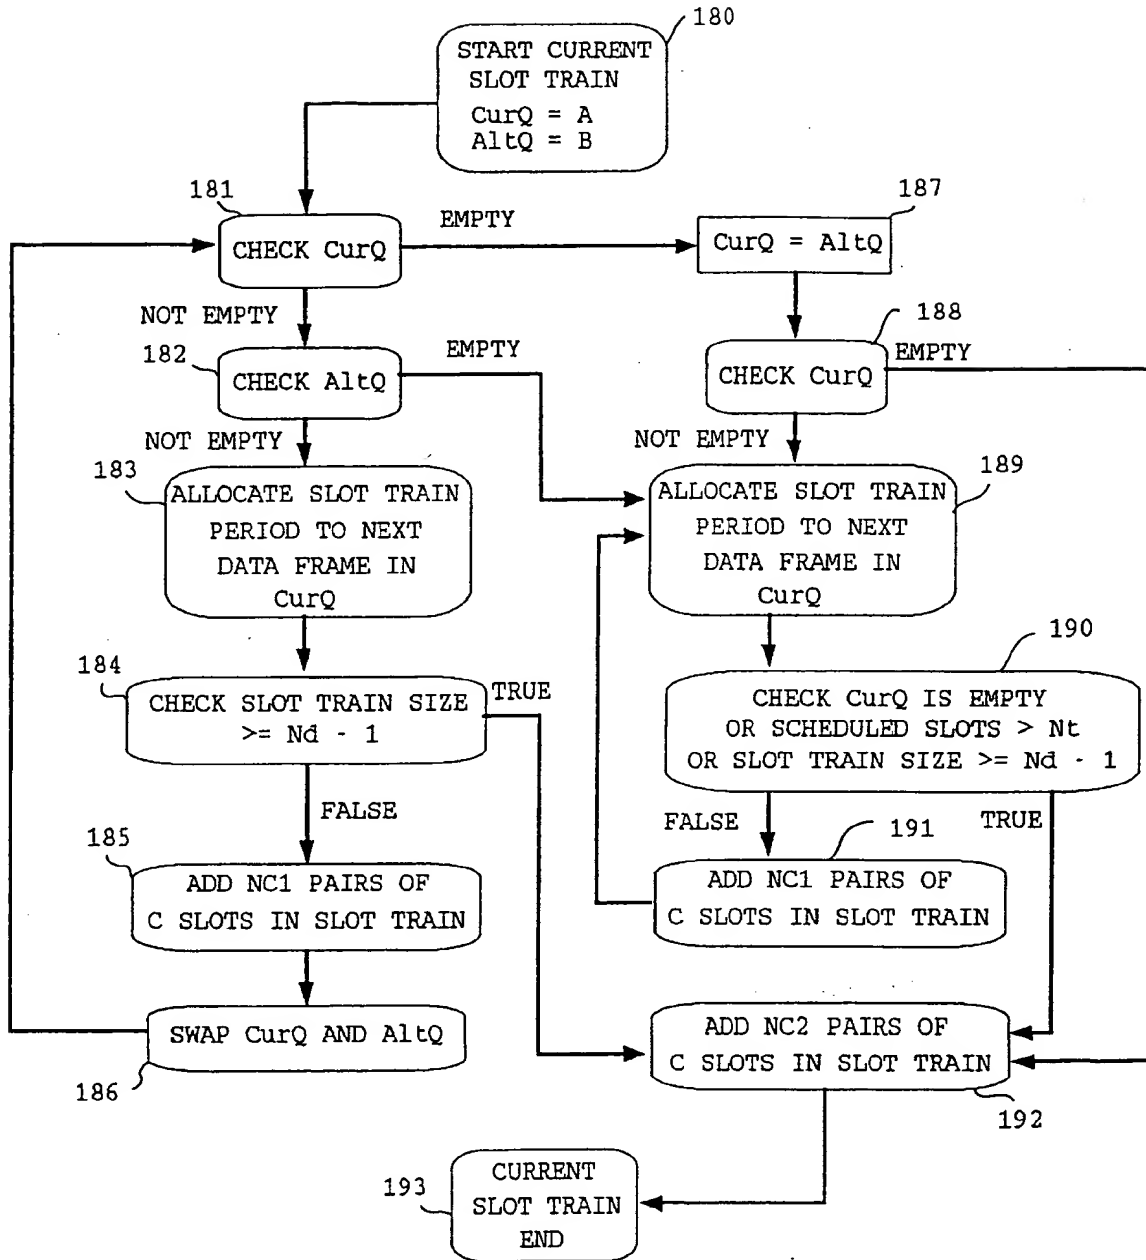 180
START CURRENT
SLOT TRAIN
CurQ = A
AltQ = B
181
CHECK CurQ
EMPTY
187
CurQ = AltQ
NOT EMPTY
188
182
CHECK AltQ
EMPTY
CHECK CurQ
EMPTY
NOT EMPTY
NOT EMPTY
183
ALLOCATE SLOT TRAIN
PERIOD TO NEXT
DATA FRAME IN
CurQ
189
ALLOCATE SLOT TRAIN
PERIOD TO NEXT
DATA FRAME IN
CurQ
184
CHECK SLOT TRAIN SIZE
>= Nd - 1
TRUE
190
CHECK CurQ IS EMPTY
OR SCHEDULED SLOTS > Nt
OR SLOT TRAIN SIZE >= Nd - 1
FALSE
FALSE
TRUE
185
ADD NC1 PAIRS OF
C SLOTS IN SLOT TRAIN
191
ADD NC1 PAIRS OF
C SLOTS IN SLOT TRAIN
SWAP CurQ AND AltQ
186
ADD NC2 PAIRS OF
C SLOTS IN SLOT TRAIN
192
193
CURRENT
SLOT TRAIN
END